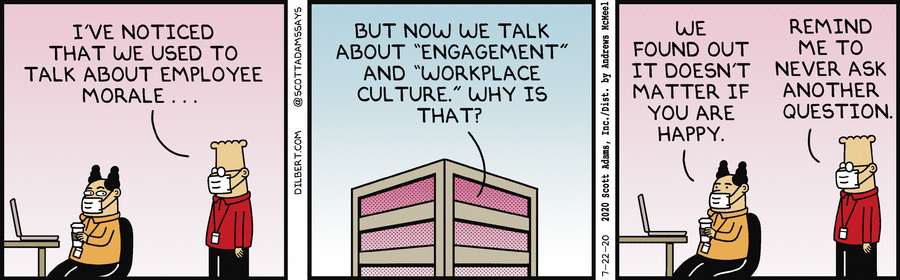 I'VE NOTICED
THAT WE USED TO
TALK ABOUT EMPLOYEE
MORALE...
DILBERT.COM @SCOTTADAMSSAYS
BUT NOW WE TALK
ABOUT "ENGAGEMENT"
AND "WORKPLACE
CULTURE." WHY IS
THAT?
7-22-20 2020 Scott Adams, Inc./Dist. by Andrews McMeel
WE
FOUND OUT
IT DOESN'T
MATTER IF
YOU ARE
HAPPY.
REMIND
ME TO
NEVER ASK
ANOTHER
QUESTION.